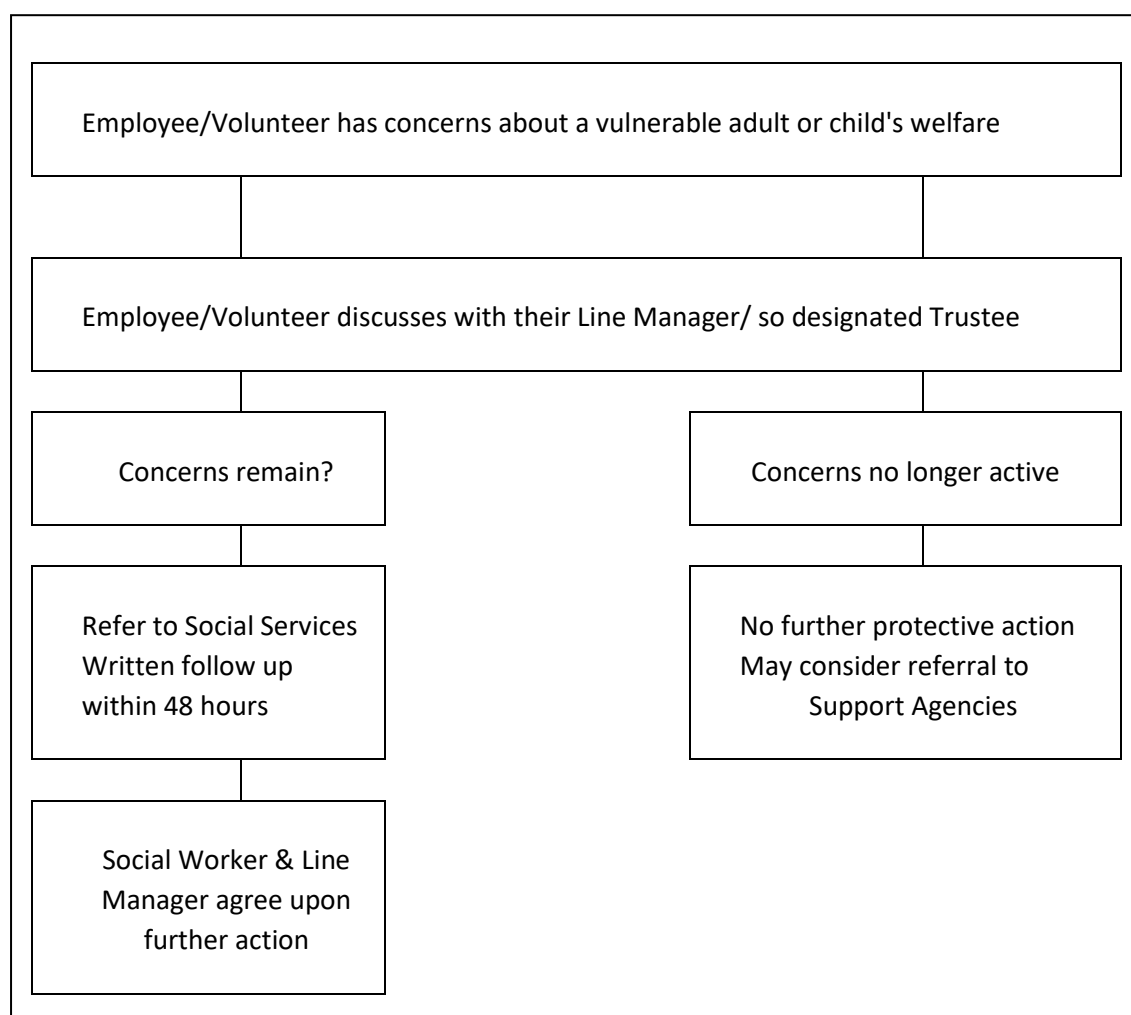 Employee/Volunteer has concerns about a vulnerable adult or child's welfare
Employee/Volunteer discusses with their Line Manager/ so designated Trustee
Concerns remain?
Concerns no longer active
Refer to Social Services
Written follow up
within 48 hours
No further protective action
May consider referral to
Support Agencies
Social Worker & Line
Manager agree upon
further action